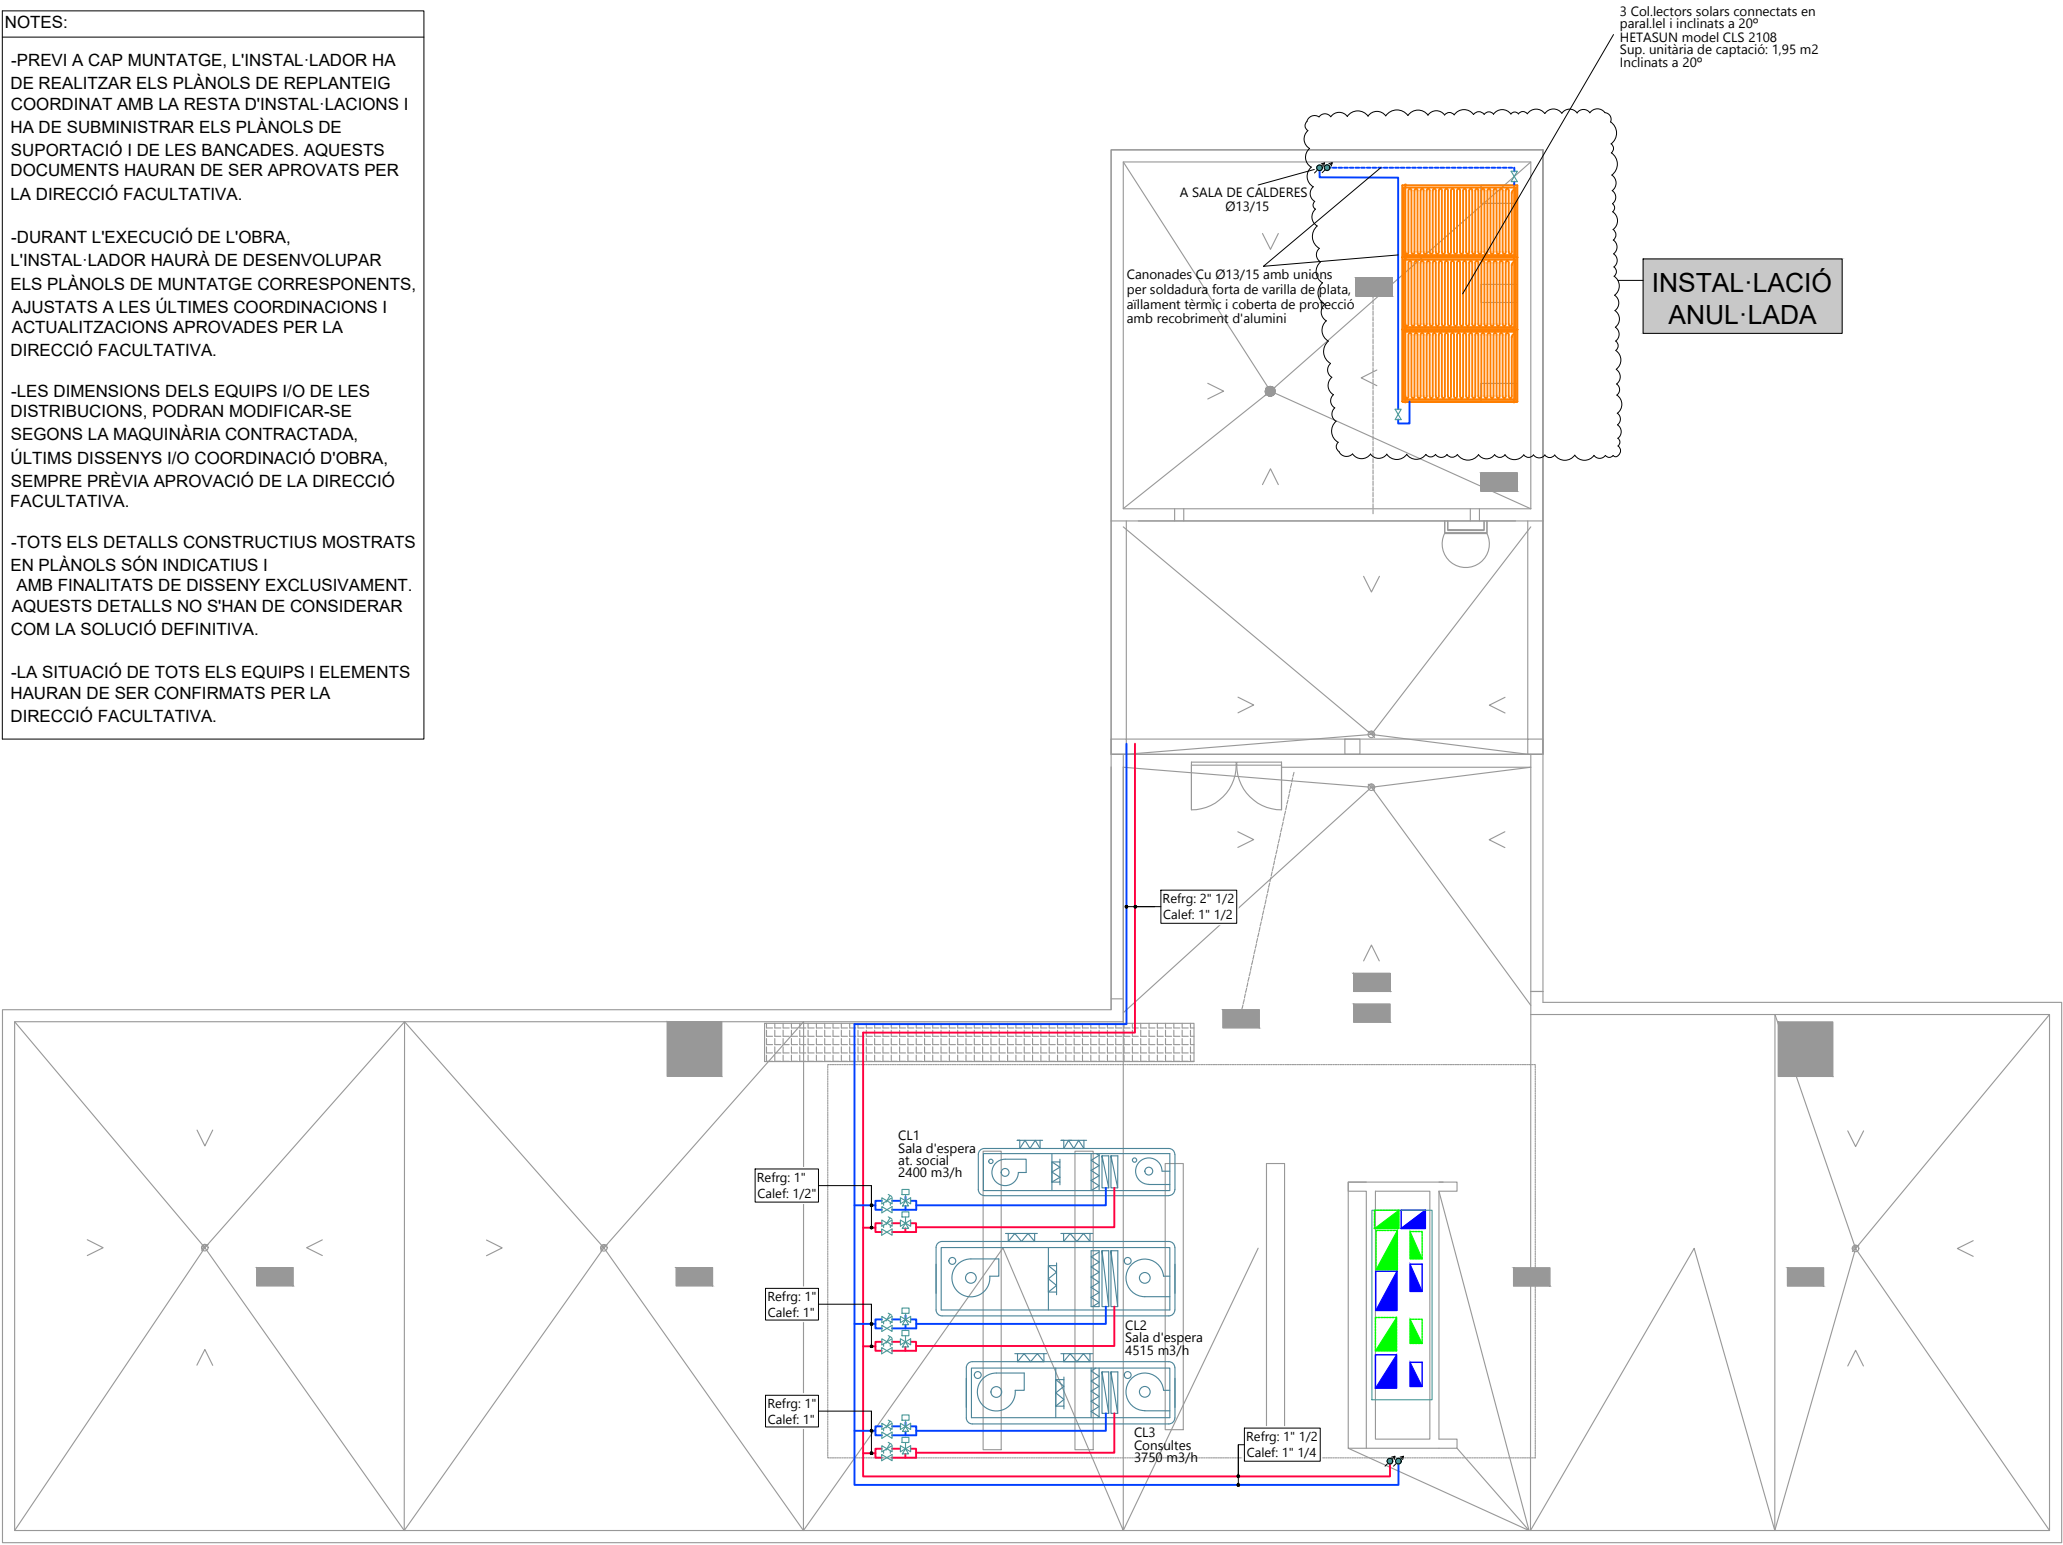 NOTES:
-PREVI A CAP MUNTATGE, L'INSTAL·LADOR HA
DE REALITZAR ELS PLÀNOLS DE REPLANTEIG
COORDINAT AMB LA RESTA D'INSTAL·LACIONS I
HA DE SUBMINISTRAR ELS PLÀNOLS DE
SUPORTACIÓ I DE LES BANCADES. AQUESTS
DOCUMENTS HAURAN DE SER APROVATS PER
LA DIRECCIÓ FACULTATIVA.
-DURANT L'EXECUCIÓ DE L'OBRA,
L'INSTAL·LADOR HAURÀ DE DESENVOLUPAR
ELS PLÀNOLS DE MUNTATGE CORRESPONENTS,
AJUSTATS A LES ÚLTIMES COORDINACIONS I
ACTUALITZACIONS APROVADES PER LA
DIRECCIÓ FACULTATIVA.
-LES DIMENSIONS DELS EQUIPS I/O DE LES
DISTRIBUCIONS, PODRAN MODIFICAR-SE
SEGONS LA MAQUINÀRIA CONTRACTADA,
ÚLTIMS DISSENYS I/O COORDINACIÓ D'OBRA,
SEMPRE PRÈVIA APROVACIÓ DE LA DIRECCIÓ
FACULTATIVA.
-TOTS ELS DETALLS CONSTRUCTIUS MOSTRATS
EN PLÀNOLS SÓN INDICATIUS I
AMB FINALITATS DE DISSENY EXCLUSIVAMENT.
AQUESTS DETALLS NO S'HAN DE CONSIDERAR
COM LA SOLUCIÓ DEFINITIVA.
-LA SITUACIÓ DE TOTS ELS EQUIPS I ELEMENTS
HAURAN DE SER CONFIRMATS PER LA
DIRECCIÓ FACULTATIVA.
3 Col.lectors solars connectats en
paral.lel i inclinats a 20º
HETASUN model CLS 2108
Sup. unitària de captació: 1,95 m2
Inclinats a 20º
A SALA DE CALDERES
Ø13/15
Canonades Cu Ø13/15 amb unions
per soldadura forta de varilla de plata,
aïllament tèrmic i coberta de protecció
amb recobriment d'alumini
INSTAL·LACIÓ
ANUL·LADA
Refrg: 2" 1/2
Calef: 1" 1/2
CL1
Sala d'espera
at. social
2400 m3/h
Refrg: 1"
Calef: 1/2"
Refrg: 1"
Calef: 1"
CL2
Sala d'espera
4515 m3/h
Refrg: 1"
Calef: 1"
CL3
Consultes
3750 m3/h
Refrg: 1" 1/2
Calef: 1" 1/4